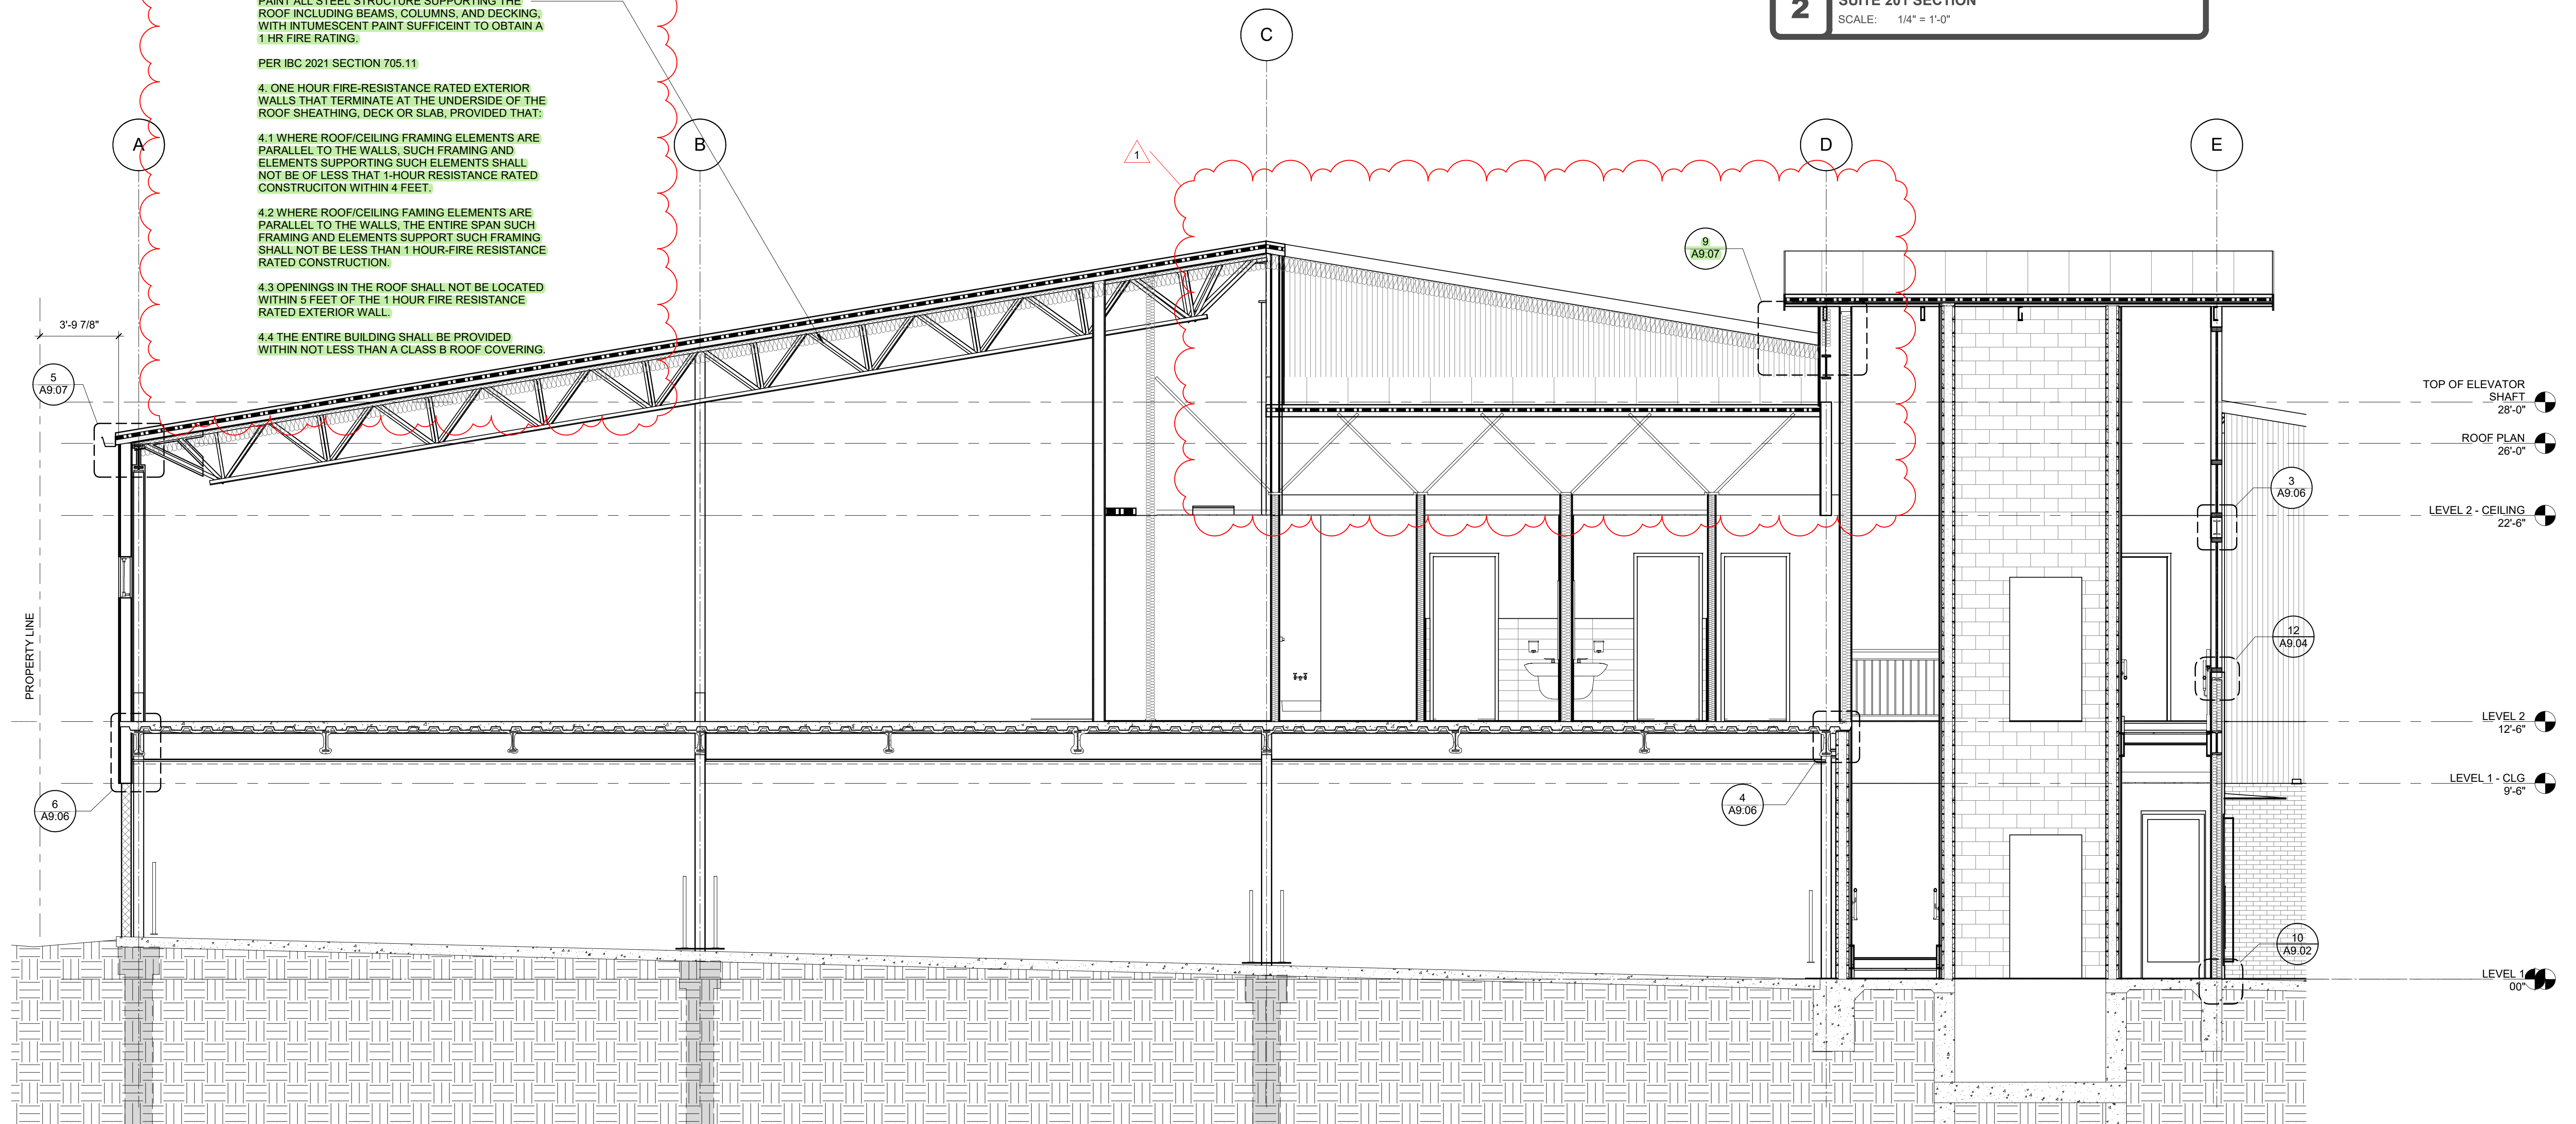 PAINT ALL STEEL STRUCTURE SUPPORTING THE
ROOF INCLUDING BEAMS, COLUMNS, AND DECKING,
WITH INTUMESCENT PAINT SUFFICEINT TO OBTAIN A
1 HR FIRE RATING.
PER IBC 2021 SECTION 705.11
4. ONE HOUR FIRE-RESISTANCE RATED EXTERIOR
WALLS THAT TERMINATE AT THE UNDERSIDE OF THE
ROOF SHEATHING, DECK OR SLAB, PROVIDED THAT:
4.1 WHERE ROOF/CEILING FRAMING ELEMENTS ARE
PARALLEL TO THE WALLS, SUCH FRAMING AND
ELEMENTS SUPPORTING SUCH ELEMENTS SHALL
NOT BE OF LESS THAT 1-HOUR RESISTANCE RATED
CONSTRUCITON WITHIN 4 FEET.
4.2 WHERE ROOF/CEILING FAMING ELEMENTS ARE
PARALLEL TO THE WALLS, THE ENTIRE SPAN SUCH
FRAMING AND ELEMENTS SUPPORT SUCH FRAMING
SHALL NOT BE LESS THAN 1 HOUR-FIRE RESISTANCE
RATED CONSTRUCTION.
4.3 OPENINGS IN THE ROOF SHALL NOT BE LOCATED
WITHIN 5 FEET OF THE 1 HOUR FIRE RESISTANCE
RATED EXTERIOR WALL.
4.4 THE ENTIRE BUILDING SHALL BE PROVIDED
WITHIN NOT LESS THAN A CLASS B ROOF COVERING.
2
SUITE 201 SECTION
SCALE: 1/4" = 1'-0"
A
B
C
D
E
1
9
A9.07
3'-9 7/8"
5
A9.07
PROPERTY LINE
6
A9.06
4
A9.06
3
A9.06
12
A9.04
10
A9.02
TOP OF ELEVATOR
SHAFT
28'-0"
ROOF PLAN
26'-0"
LEVEL 2 - CEILING
22'-6"
LEVEL 2
12'-6"
LEVEL 1 - CLG
9'-6"
LEVEL 1
00"